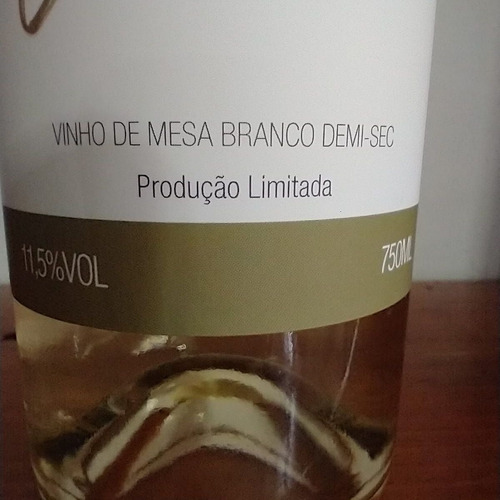 VINHO DE MESA BRANCO DEMI-SEC
Produção Limitada
11,5%VOL
750ML